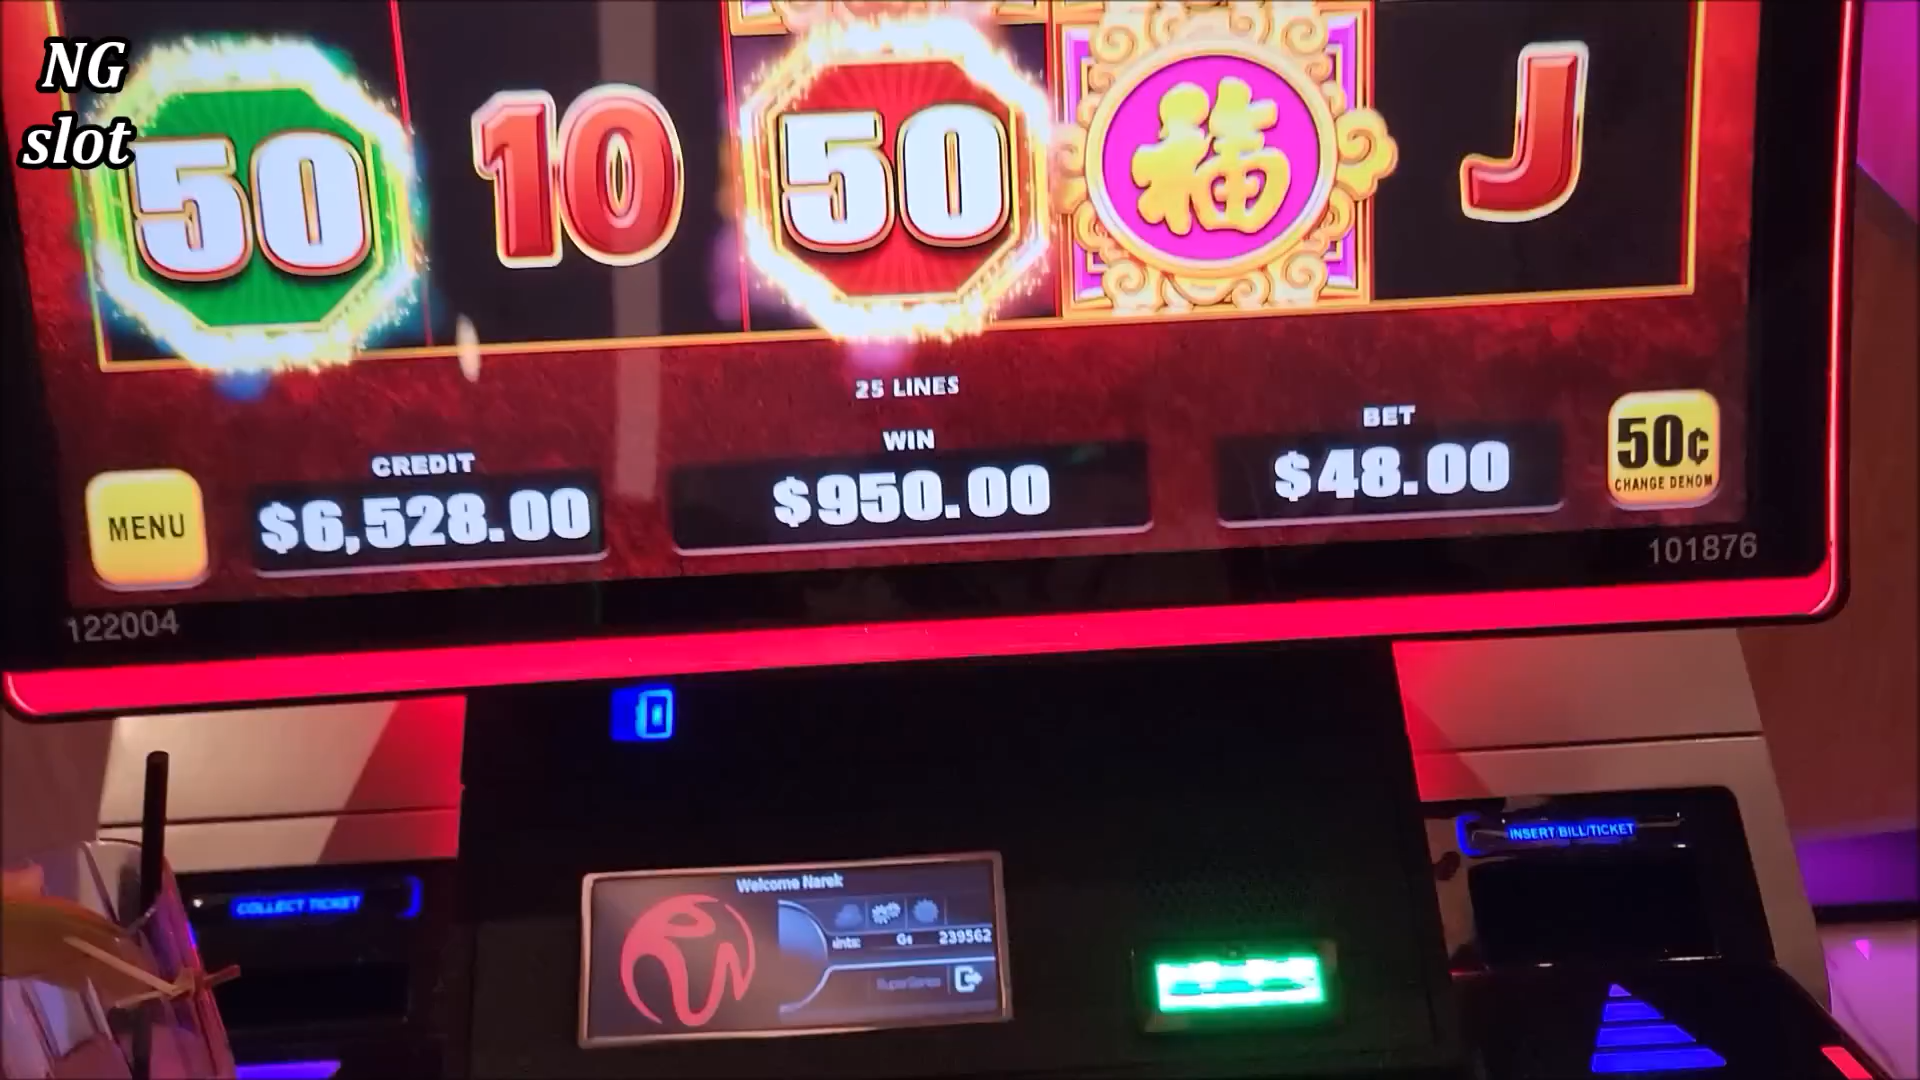 NG
slot
50
10
50
福
J
25 LINES
CREDIT
$6,528.00
WIN
$950.00
BET
$48.00
50¢
CHANGE DENOM
MENU
122004
101876
INSERT BILL/TICKET
COLLECT TICKET
Welcome Narek
239562